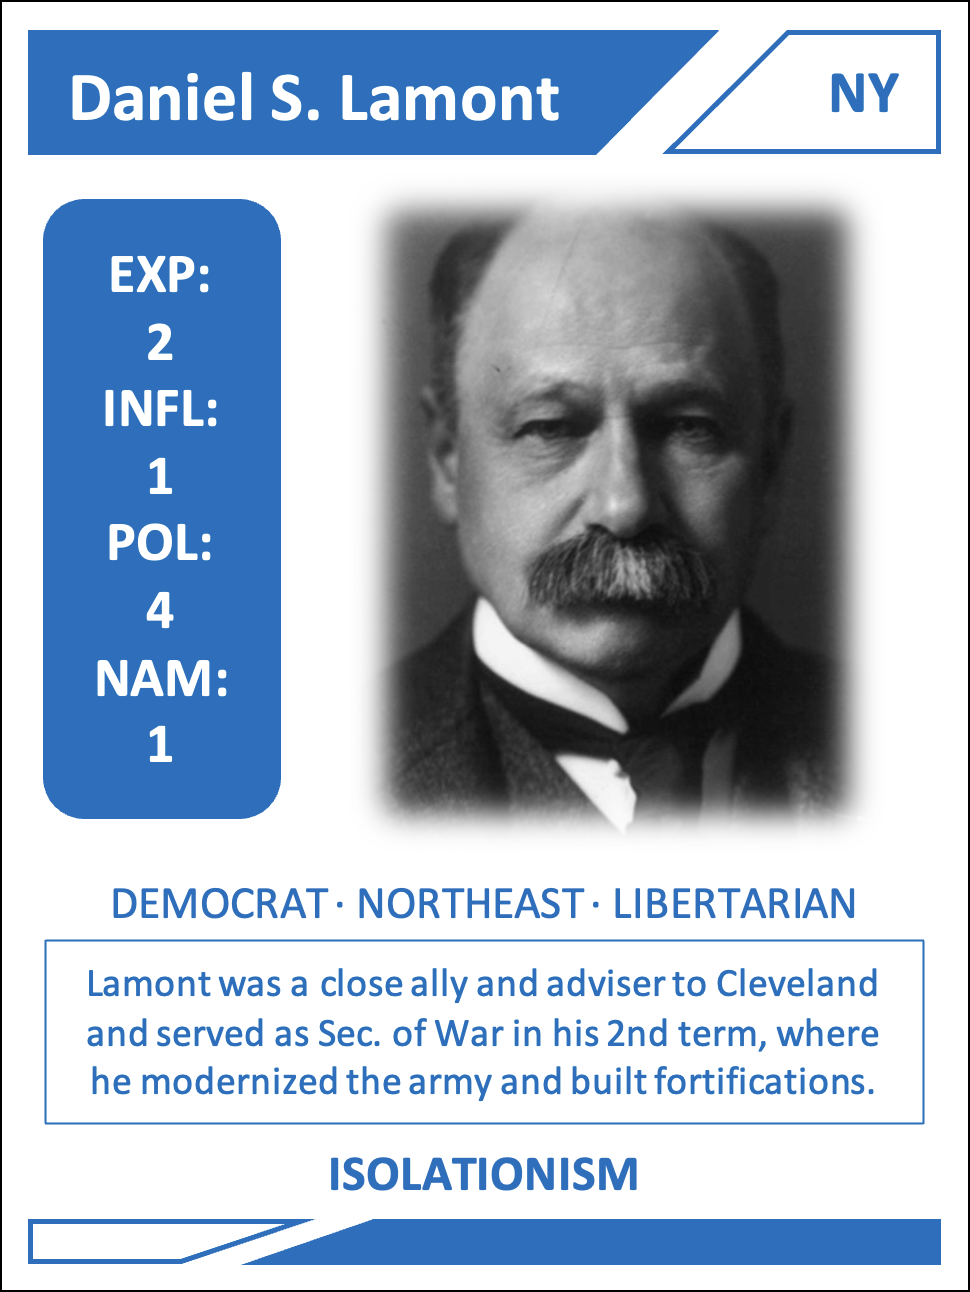 Daniel S. Lamont
NY
EXP:
2
INFL:
1
POL:
4
NAM:
1
DEMOCRAT · NORTHEAST · LIBERTARIAN
Lamont was a close ally and adviser to Cleveland
and served as Sec. of War in his 2nd term, where
he modernized the army and built fortifications.
ISOLATIONISM